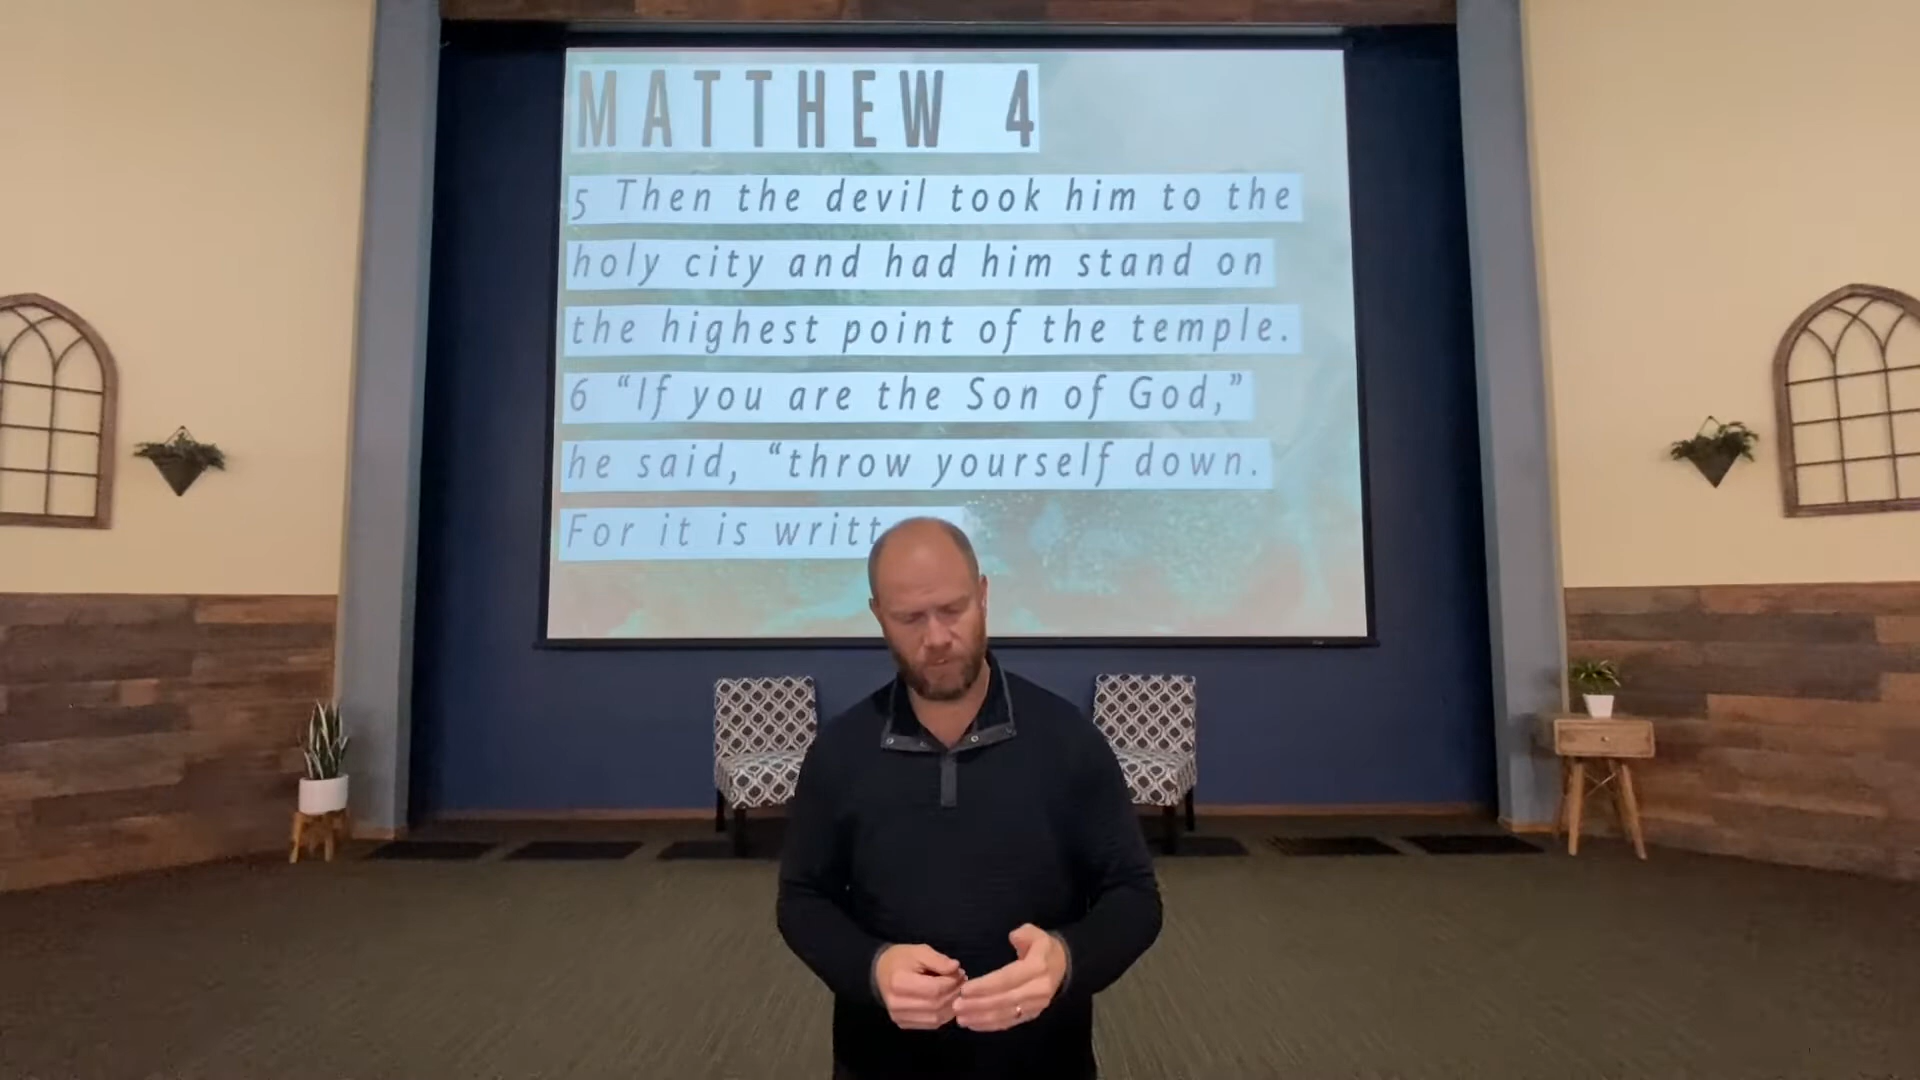 MATTHEW 4
5 Then the devil took him to the
holy city and had him stand on
the highest point of the temple.
6 “If you are the Son of God,”
he said, “throw yourself down.
For it is writt